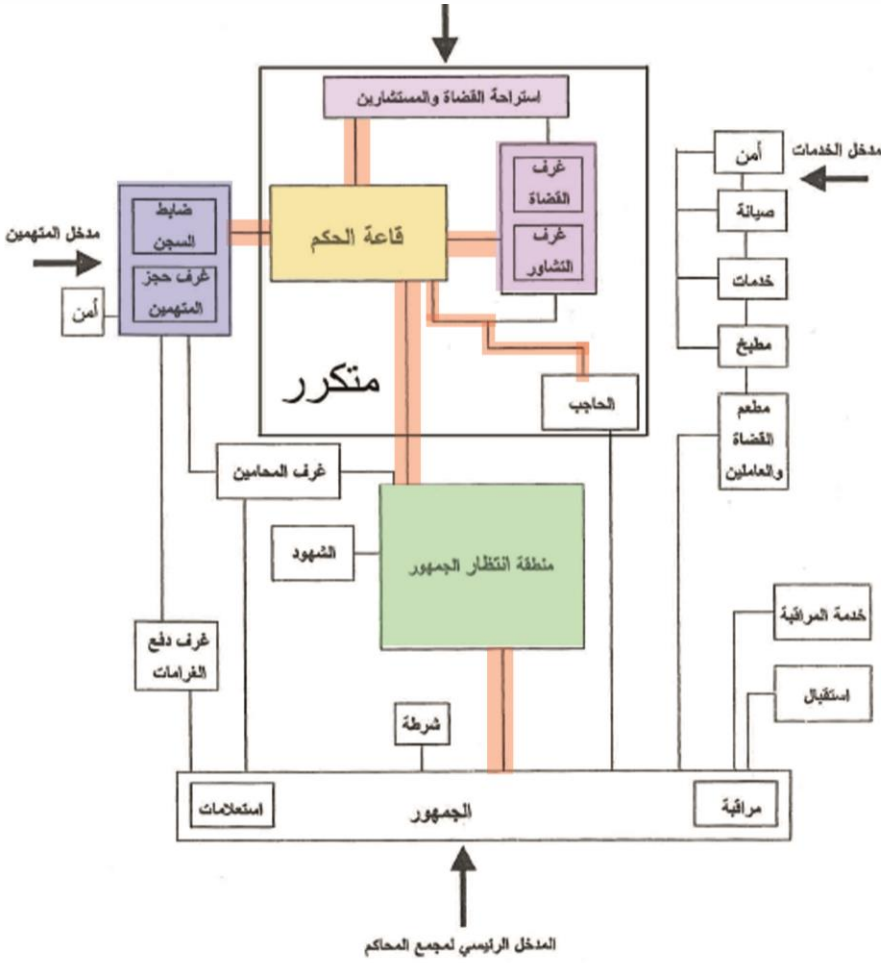 استراحة القضاة والمستشارين
غرف
القضاة
غرف
التشاور
قاعة الحكم
متكرر
الحاجب
ضابط
السجن
غرف حجز
المتهمين
مدخل المتهمين
أمن
مدخل الخدمات
أمن
صيانة
خدمات
مطبخ
مطعم
القضاة
والعاملين
غرف المحامين
الشهود
منطقة انتظار الجمهور
غرف دفع
الغرامات
خدمة المراقبة
استقبال
شرطة
مراقبة
الجمهور
استعلامات
المدخل الرئيسي لمجمع المحاكم